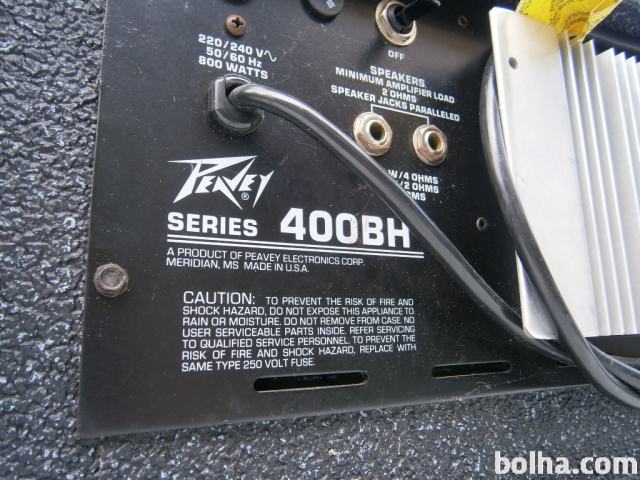 OFF
220/240 V
50/60 Hz
800 WATTS
SPEAKERS
MINIMUM AMPLIFIER LOAD
2 OHMS
SPEAKER JACKS PARALLELED
W/4 OHMS
/2 OHMS
PEAVEY ®
SERIES 400BH
A PRODUCT OF PEAVEY ELECTRONICS CORP.
MERIDIAN, MS MADE IN U.S.A.
CAUTION: TO PREVENT THE RISK OF FIRE AND
SHOCK HAZARD, DO NOT EXPOSE THIS APPLIANCE TO
RAIN OR MOISTURE. DO NOT REMOVE FROM CASE. NO
USER SERVICEABLE PARTS INSIDE. REFER SERVICING
TO QUALIFIED SERVICE PERSONNEL. TO PREVENT THE
RISK OF FIRE AND SHOCK HAZARD, REPLACE WITH
SAME TYPE 250 VOLT FUSE.
bolha.com